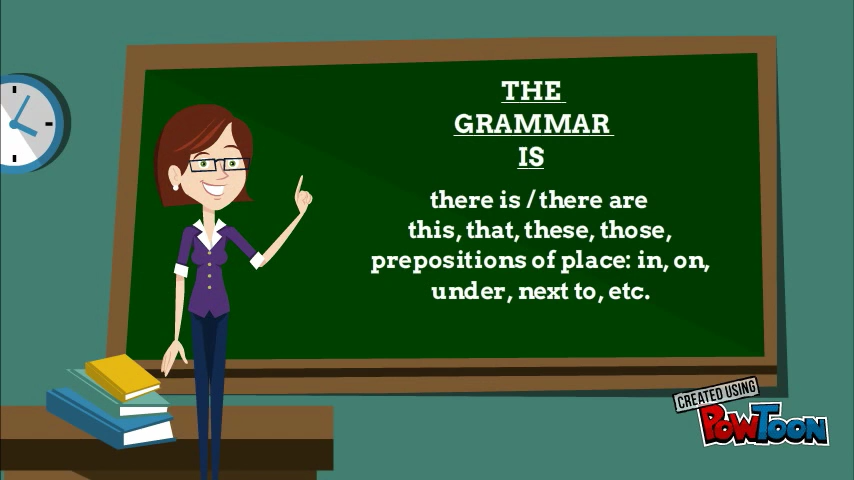 THE
GRAMMAR
IS
there is / there are
this, that, these, those,
prepositions of place: in, on,
under, next to, etc.
CREATED USING
POWTOON